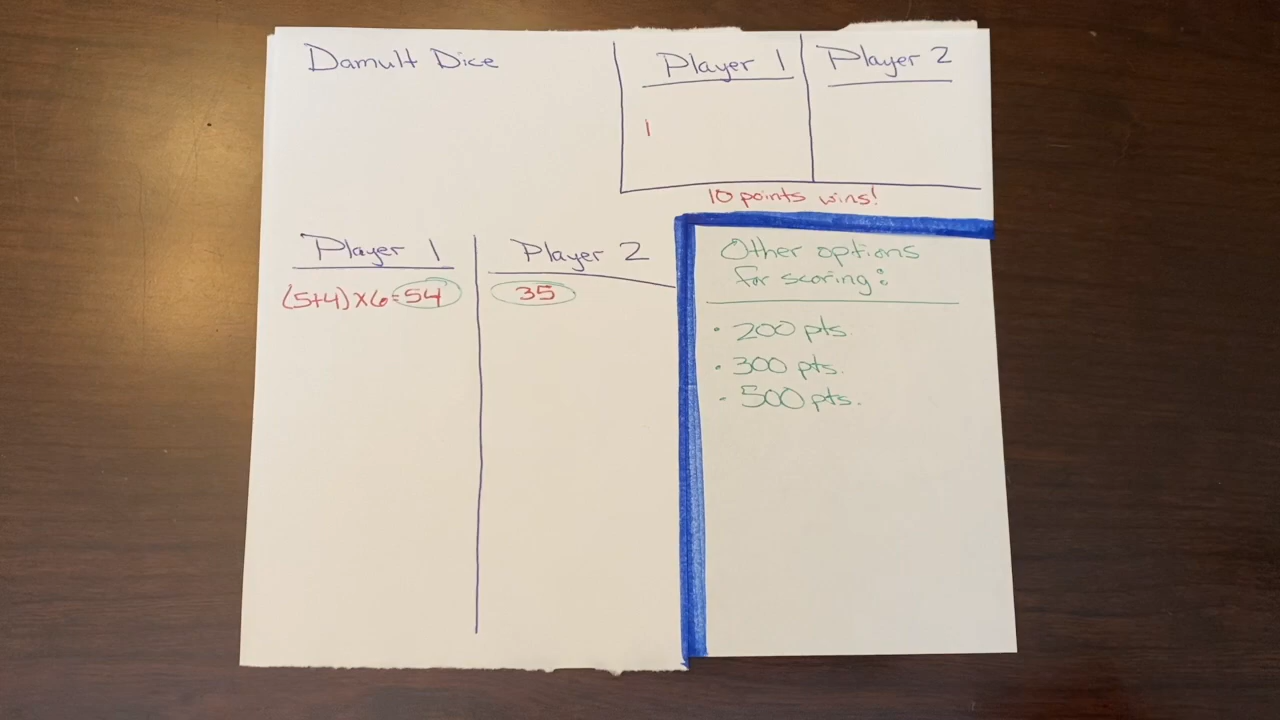 Damult Dice
Player 1
Player 2
1
10 points wins!
Player 1
Player 2
(5+4)x6=54
35
Other options
for scoring:
• 200 pts.
• 300 pts.
• 500 pts.